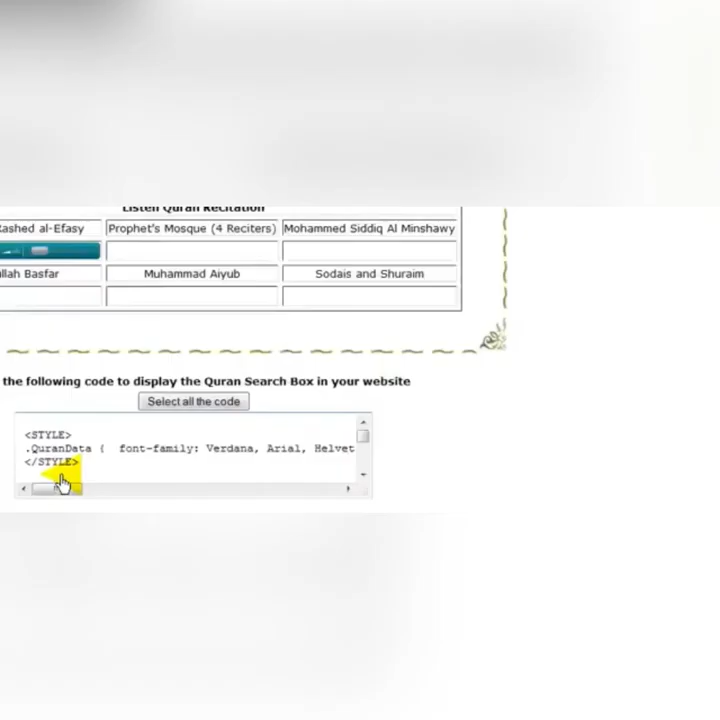 Listen Quran Recitation
Rashed al-Efasy Prophet's Mosque (4 Reciters) Mohammed Siddiq Al Minshawy
Basfar Muhammad Aiyub Sodais and Shuraim
the following code to display the Quran Search Box in your website
Select all the code
<STYLE>
.QuranData { font-family: Verdana, Arial, Helvet
</STYLE>